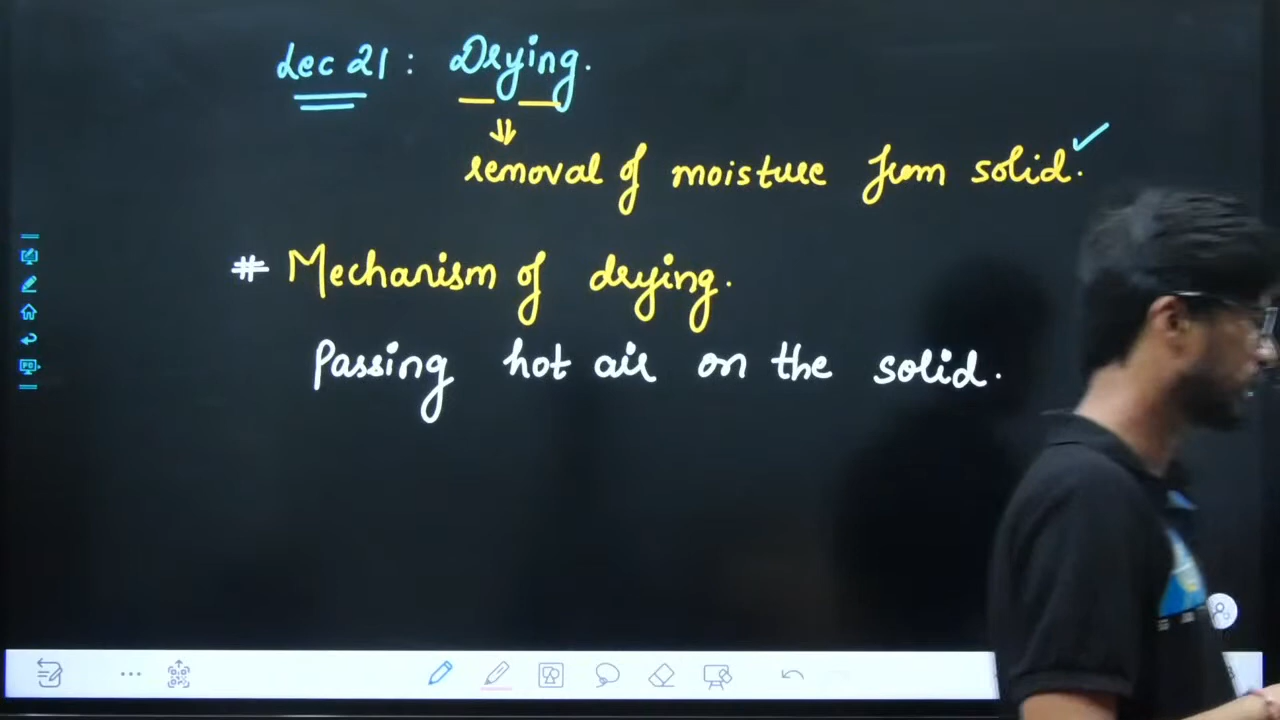 Lec 21 : Drying.
removal of moisture from solid.
# Mechanism of drying.
Passing hot air on the solid.